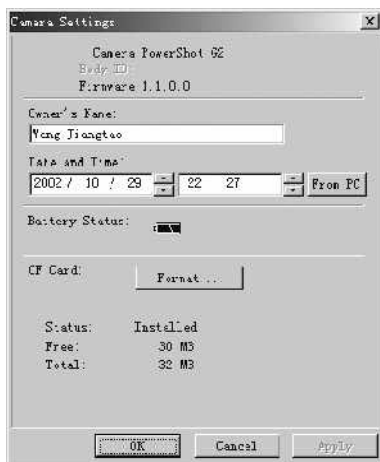 Camera Settings
Camera PowerShot G2
Body ID:
Firmware 1.1.0.0
Owner's Name:
Wang Jiangtao
Date and Time:
2002 / 10 / 29 22 27 From PC
Battery Status:
CF Card: Format...
Status: Installed
Free: 30 MB
Total: 32 MB
OK Cancel Apply